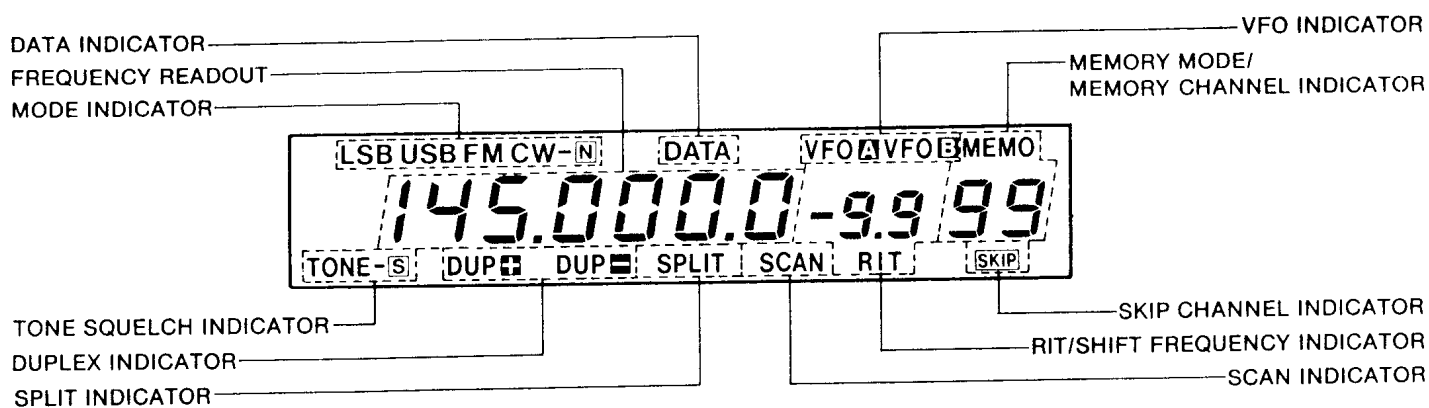 VFO INDICATOR
DATA INDICATOR
FREQUENCY READOUT
MODE INDICATOR
MEMORY MODE/
MEMORY CHANNEL INDICATOR
LSB USB FM CW-N DATA VFO A VFO B MEMO
145.000.0 -9.9 99
TONE-S DUP+ DUP- SPLIT SCAN RIT SKIP
TONE SQUELCH INDICATOR
DUPLEX INDICATOR
SPLIT INDICATOR
SKIP CHANNEL INDICATOR
RIT/SHIFT FREQUENCY INDICATOR
SCAN INDICATOR